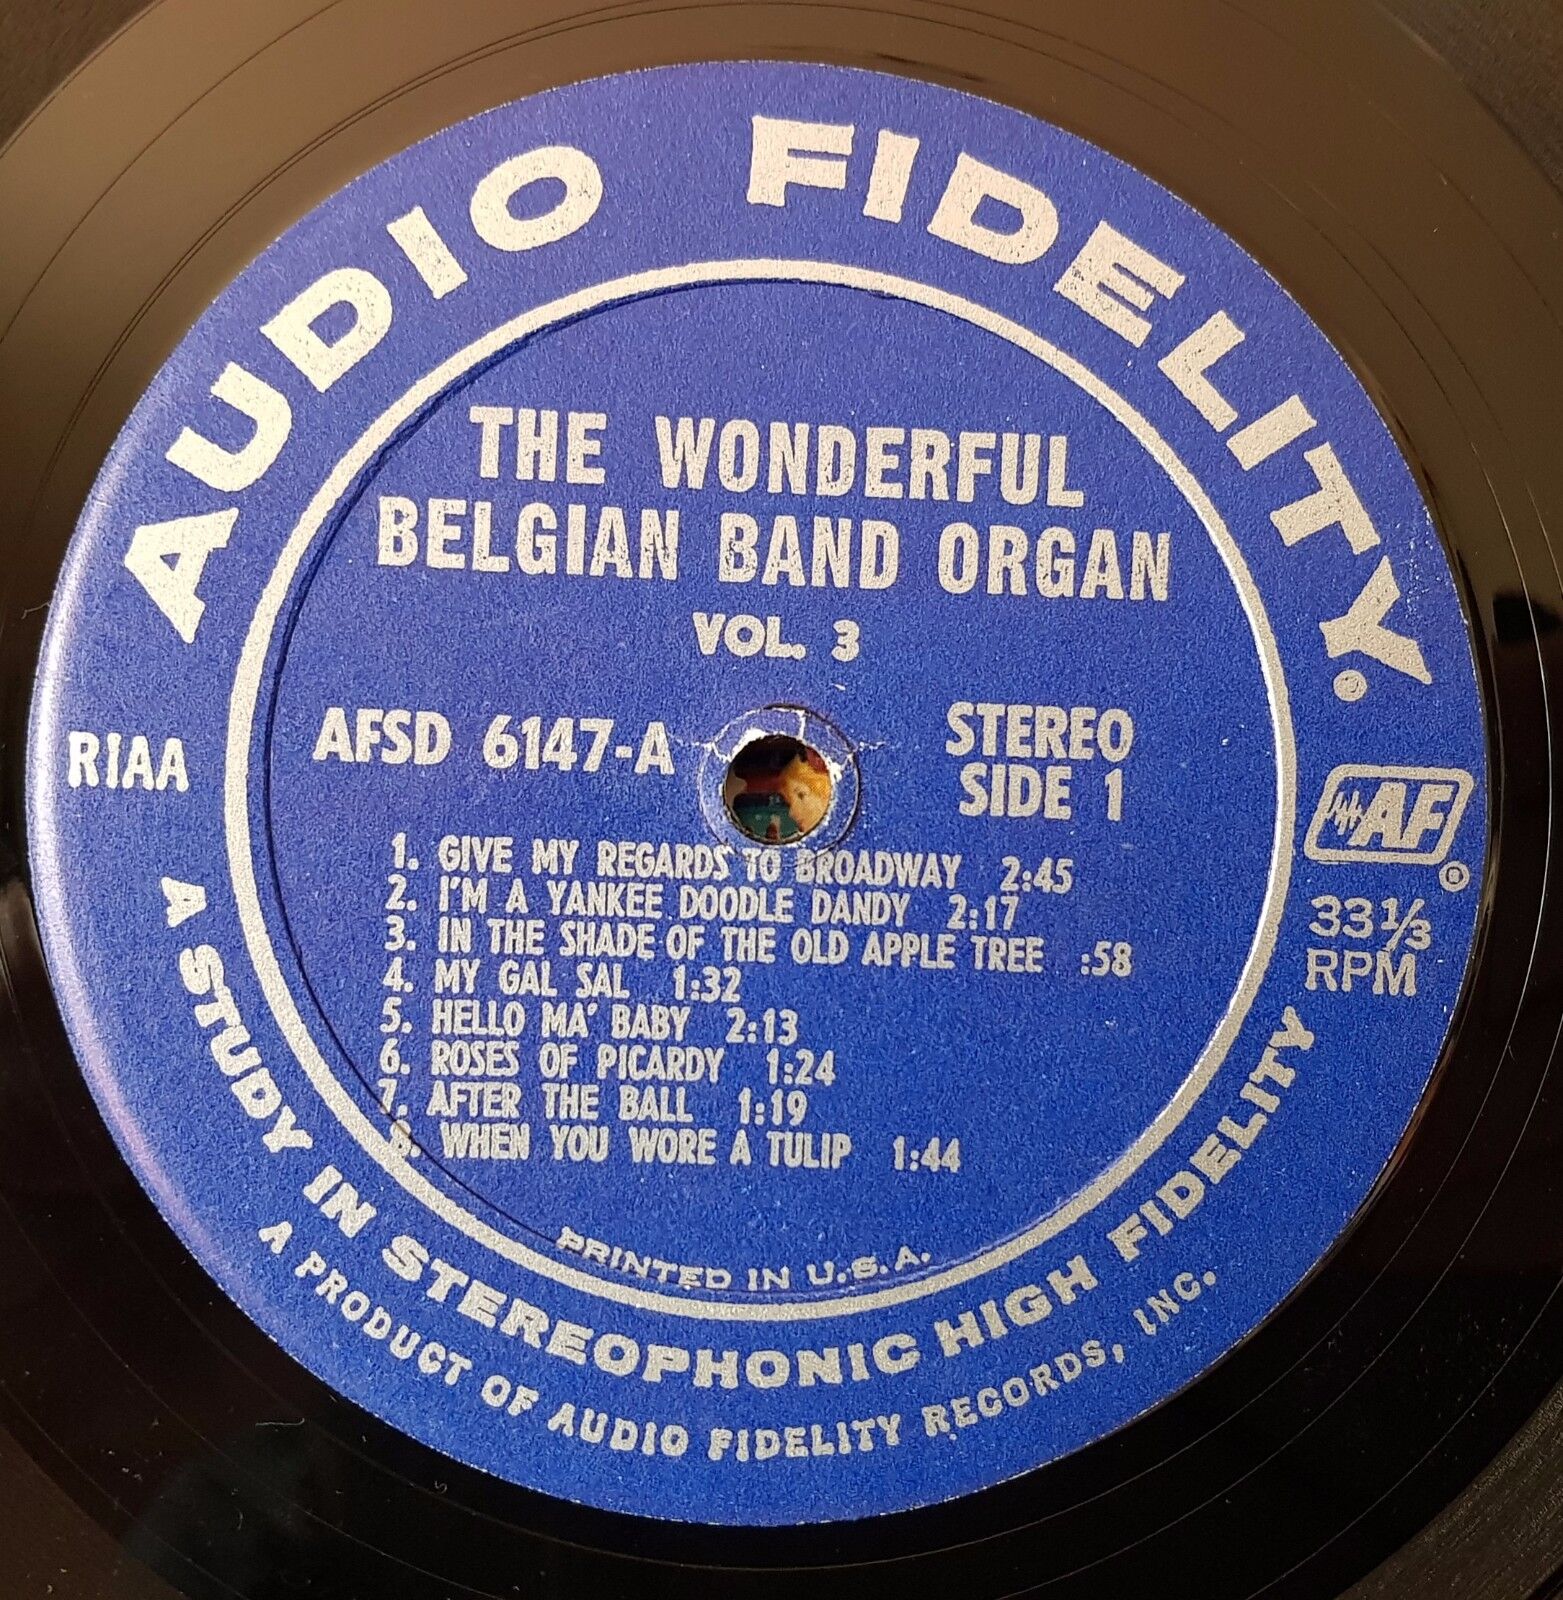 AUDIO FIDELITY.®
THE WONDERFUL
BELGIAN BAND ORGAN
VOL. 3
AFSD 6147-A
STEREO
SIDE 1
RIAA
AF®
33⅓
RPM
1. GIVE MY REGARDS TO BROADWAY 2:45
2. I'M A YANKEE DOODLE DANDY 2:17
3. IN THE SHADE OF THE OLD APPLE TREE :58
4. MY GAL SAL 1:32
5. HELLO MA' BABY 2:13
6. ROSES OF PICARDY 1:24
7. AFTER THE BALL 1:19
8. WHEN YOU WORE A TULIP 1:44
PRINTED IN U.S.A.
A STUDY IN STEREOPHONIC HIGH FIDELITY
A PRODUCT OF AUDIO FIDELITY RECORDS, INC.